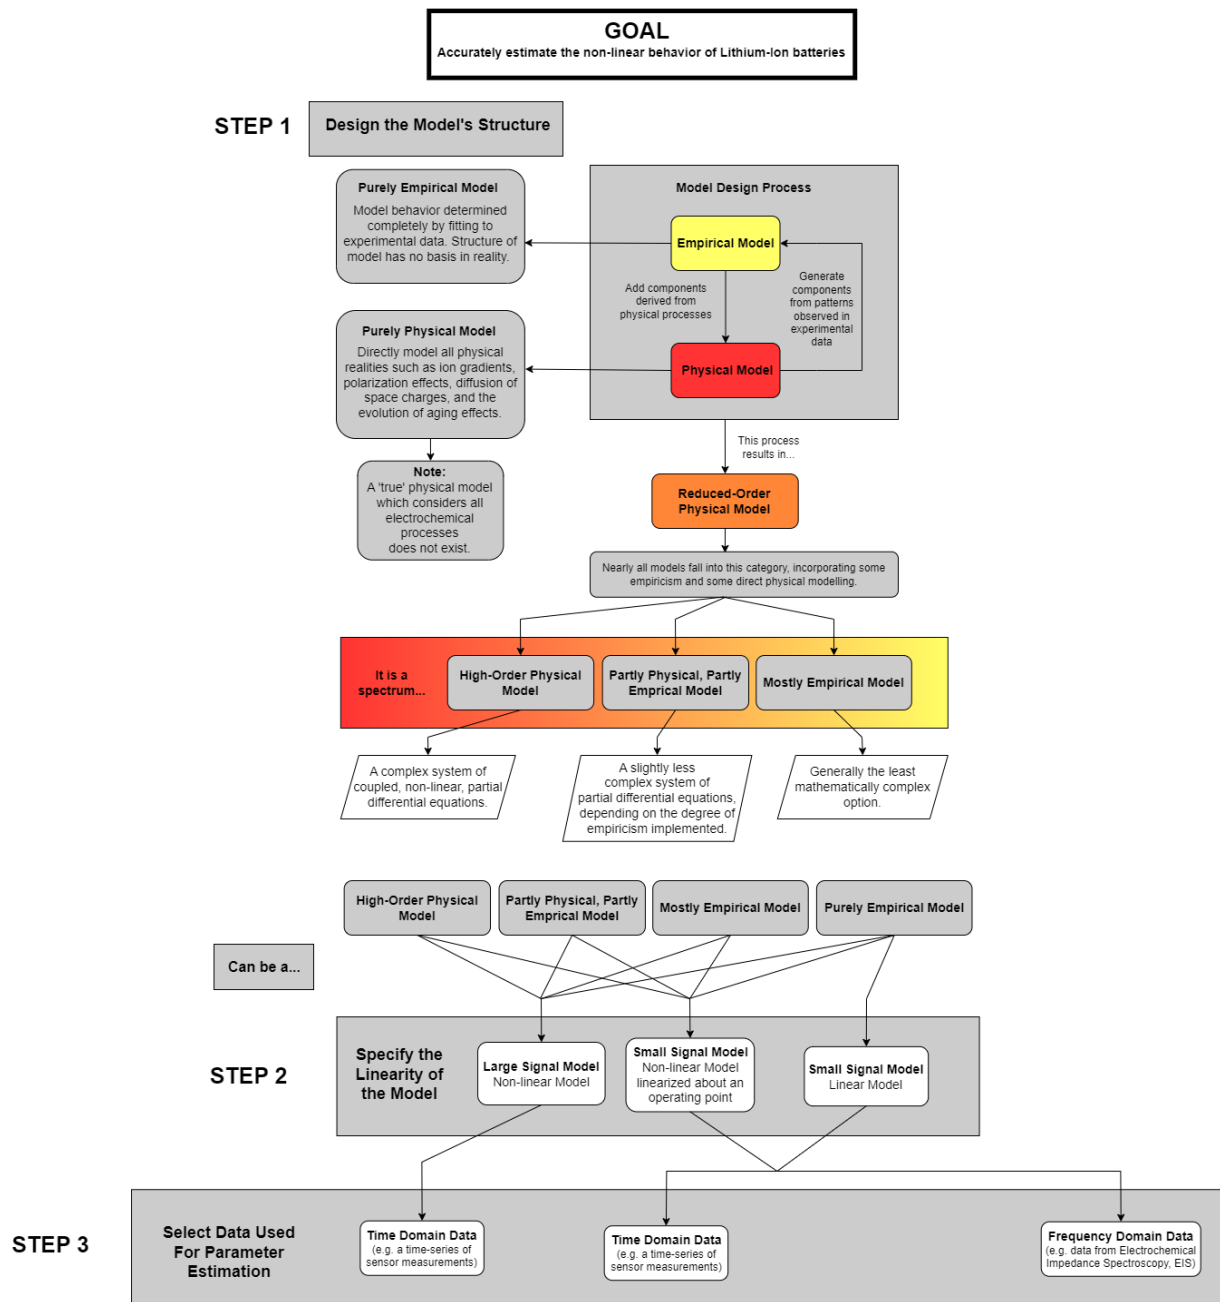 GOAL
Accurately estimate the non-linear behavior of Lithium-Ion batteries
STEP 1
Design the Model's Structure
Purely Empirical Model
Model behavior determined
completely by fitting to
experimental data. Structure of
model has no basis in reality.
Model Design Process
Empirical Model
Add components
derived from
physical processes
Generate
components
from patterns
observed in
experimental
data
Purely Physical Model
Directly model all physical
realities such as ion gradients,
polarization effects, diffusion of
space charges, and the
evolution of aging effects.
Physical Model
Note:
A 'true' physical model
which considers all
electrochemical
processes
does not exist.
This process
results in...
Reduced-Order
Physical Model
Nearly all models fall into this category, incorporating some
empiricism and some direct physical modelling.
It is a
spectrum...
High-Order Physical
Model
Partly Physical, Partly
Emprical Model
Mostly Empirical Model
A complex system of
coupled, non-linear, partial
differential equations.
A slightly less
complex system of
partial differential equations,
depending on the degree of
empiricism implemented.
Generally the least
mathematically complex
option.
High-Order Physical
Model
Partly Physical, Partly
Emprical Model
Mostly Empirical Model
Purely Empirical Model
Can be a...
STEP 2
Specify the
Linearity of
the Model
Large Signal Model
Non-linear Model
Small Signal Model
Non-linear Model
linearized about an
operating point
Small Signal Model
Linear Model
STEP 3
Select Data Used
For Parameter
Estimation
Time Domain Data
(e.g. a time-series of
sensor measurements)
Time Domain Data
(e.g. a time-series of
sensor measurements)
Frequency Domain Data
(e.g. data from Electrochemical
Impedance Spectroscopy, EIS)